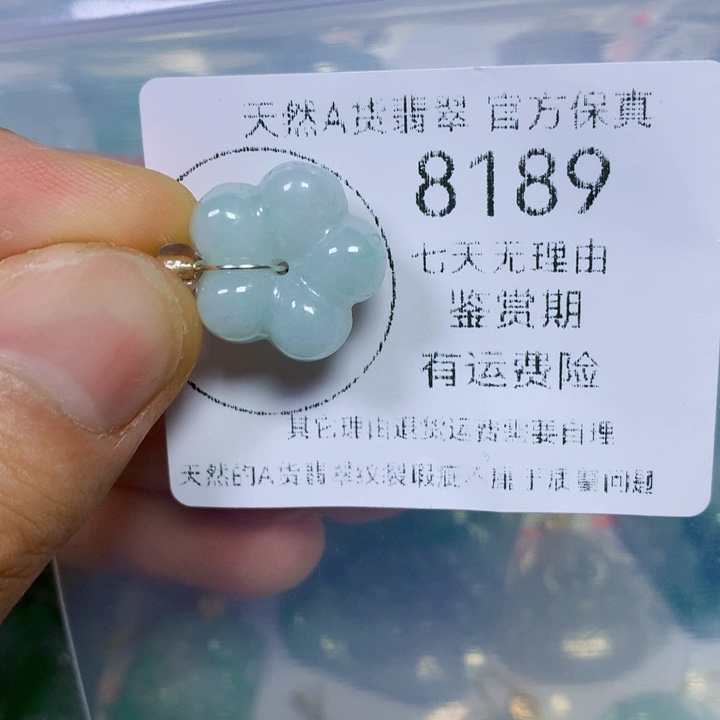 天然A货翡翠 官方保真
8189
七天无理由
鉴赏期
有运费险
其它理由退货运费需要自理
天然的A货翡翠纹裂瑕疵不属于质量问题